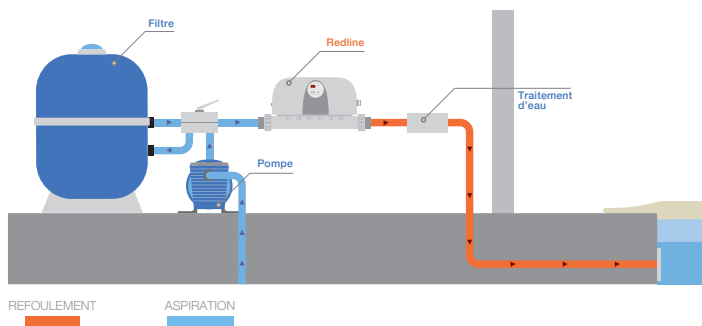 Filtre
Redline
Traitement
d'eau
Pompe
REFOULEMENT
ASPIRATION